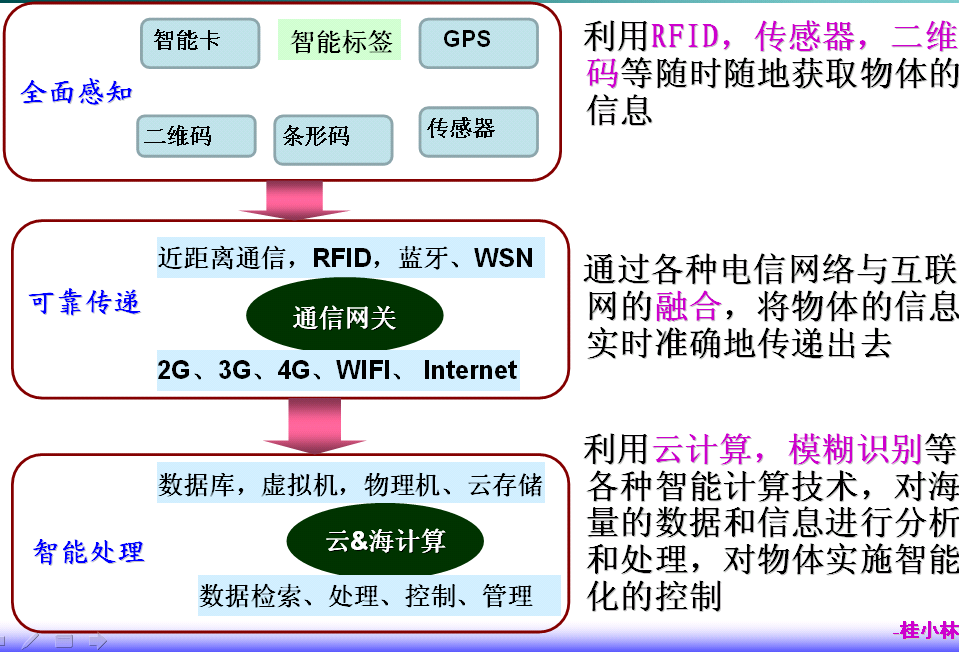 智能卡
智能标签
GPS
全面感知
二维码
条形码
传感器
利用RFID，传感器，二维
码等随时随地获取物体的
信息
近距离通信，RFID，蓝牙、WSN
可靠传递
通信网关
2G、3G、4G、WIFI、 Internet
通过各种电信网络与互联
网的融合，将物体的信息
实时准确地传递出去
数据库，虚拟机，物理机、云存储
智能处理
云&海计算
数据检索、处理、控制、管理
利用云计算，模糊识别等
各种智能计算技术，对海
量的数据和信息进行分析
和处理，对物体实施智能
化的控制
-桂小林